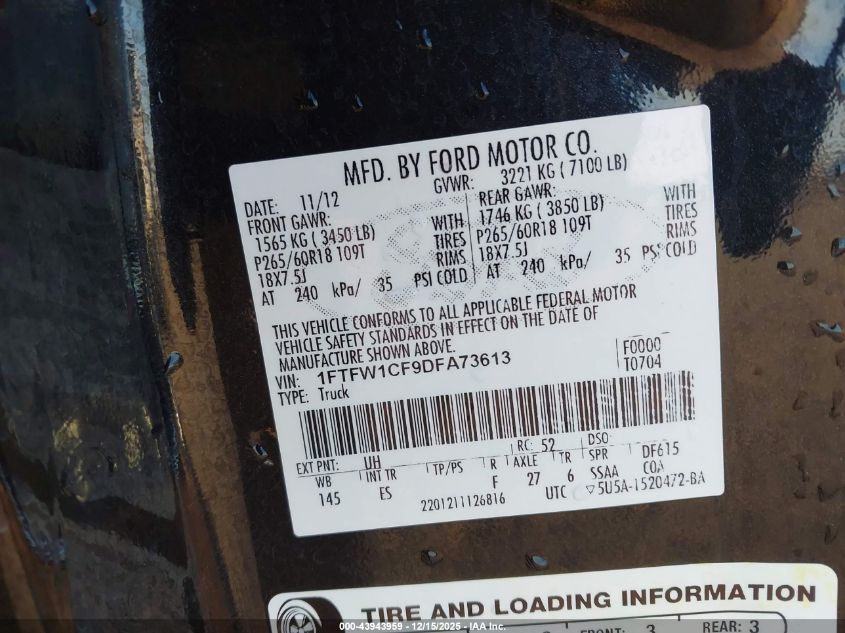 MFD. BY FORD MOTOR CO.
DATE: 11/12 GVWR: 3221 KG ( 7100 LB)
FRONT GAWR: REAR GAWR:
1565 KG ( 3450 LB) WITH 1746 KG ( 3850 LB) WITH
P265/60R18 109T TIRES P265/60R18 109T TIRES
18X7.5J RIMS 18X7.5J RIMS
AT 240 kPa/ 35 PSI COLD AT 240 kPa/ 35 PSI COLD
THIS VEHICLE CONFORMS TO ALL APPLICABLE FEDERAL MOTOR
VEHICLE SAFETY STANDARDS IN EFFECT ON THE DATE OF
MANUFACTURE SHOWN ABOVE.
VIN: 1FTFW1CF9DFA73613 F0000
TYPE: Truck T0704
RC: 52 DSO:
EXT PNT: UH DF615
WB INT TR TP/PS R AXLE TR SPR COA
145 ES F 27 6 SSAA
2201211126816 UTC ▽5U5A-1520472-BA
TIRE AND LOADING INFORMATION
FRONT: 3 REAR: 3
00-43943959 - 12/15/2025 - IAA Inc.